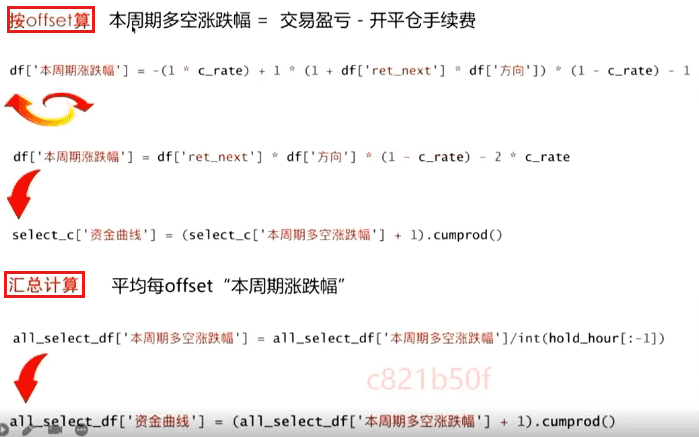 按offset算 本周期多空涨跌幅 = 交易盈亏 - 开平仓手续费
df['本周期涨跌幅'] = -(1 * c_rate) + 1 * (1 + df['ret_next'] * df['方向']) * (1 - c_rate) - 1
df['本周期涨跌幅'] = df['ret_next'] * df['方向'] * (1 - c_rate) - 2 * c_rate
select_c['资金曲线'] = (select_c['本周期多空涨跌幅'] + 1).cumprod()
汇总计算 平均每offset“本周期涨跌幅”
all_select_df['本周期多空涨跌幅'] = all_select_df['本周期多空涨跌幅']/int(hold_hour[:-1])
c821b50f
all_select_df['资金曲线'] = (all_select_df['本周期多空涨跌幅'] + 1).cumprod()